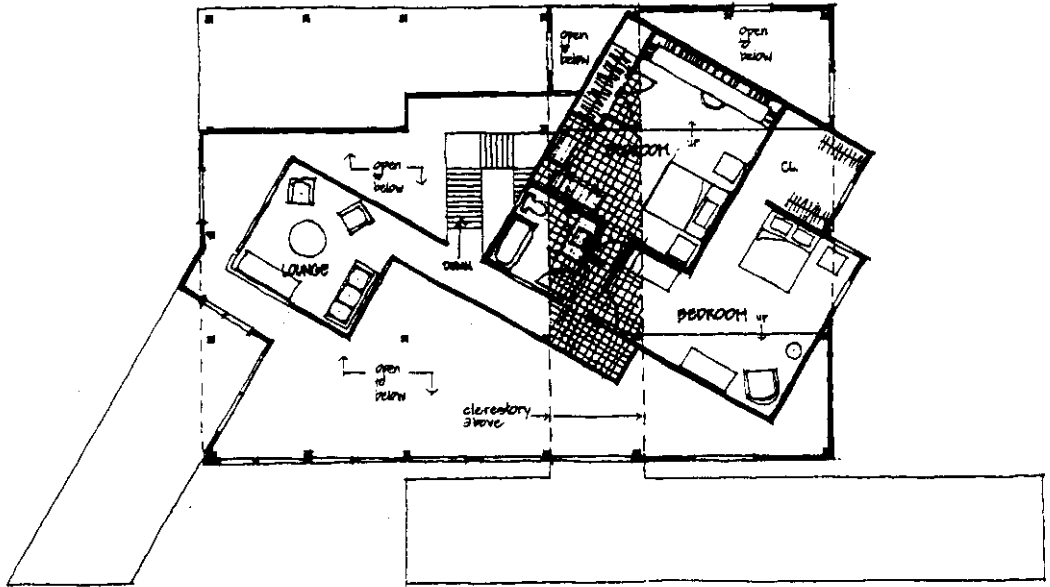 open
to
below
open
to
below
BEDROOM
UP
CL.
open
to
below
DOWN
LOUNGE
BEDROOM UP
open
to
below
clerestory
above